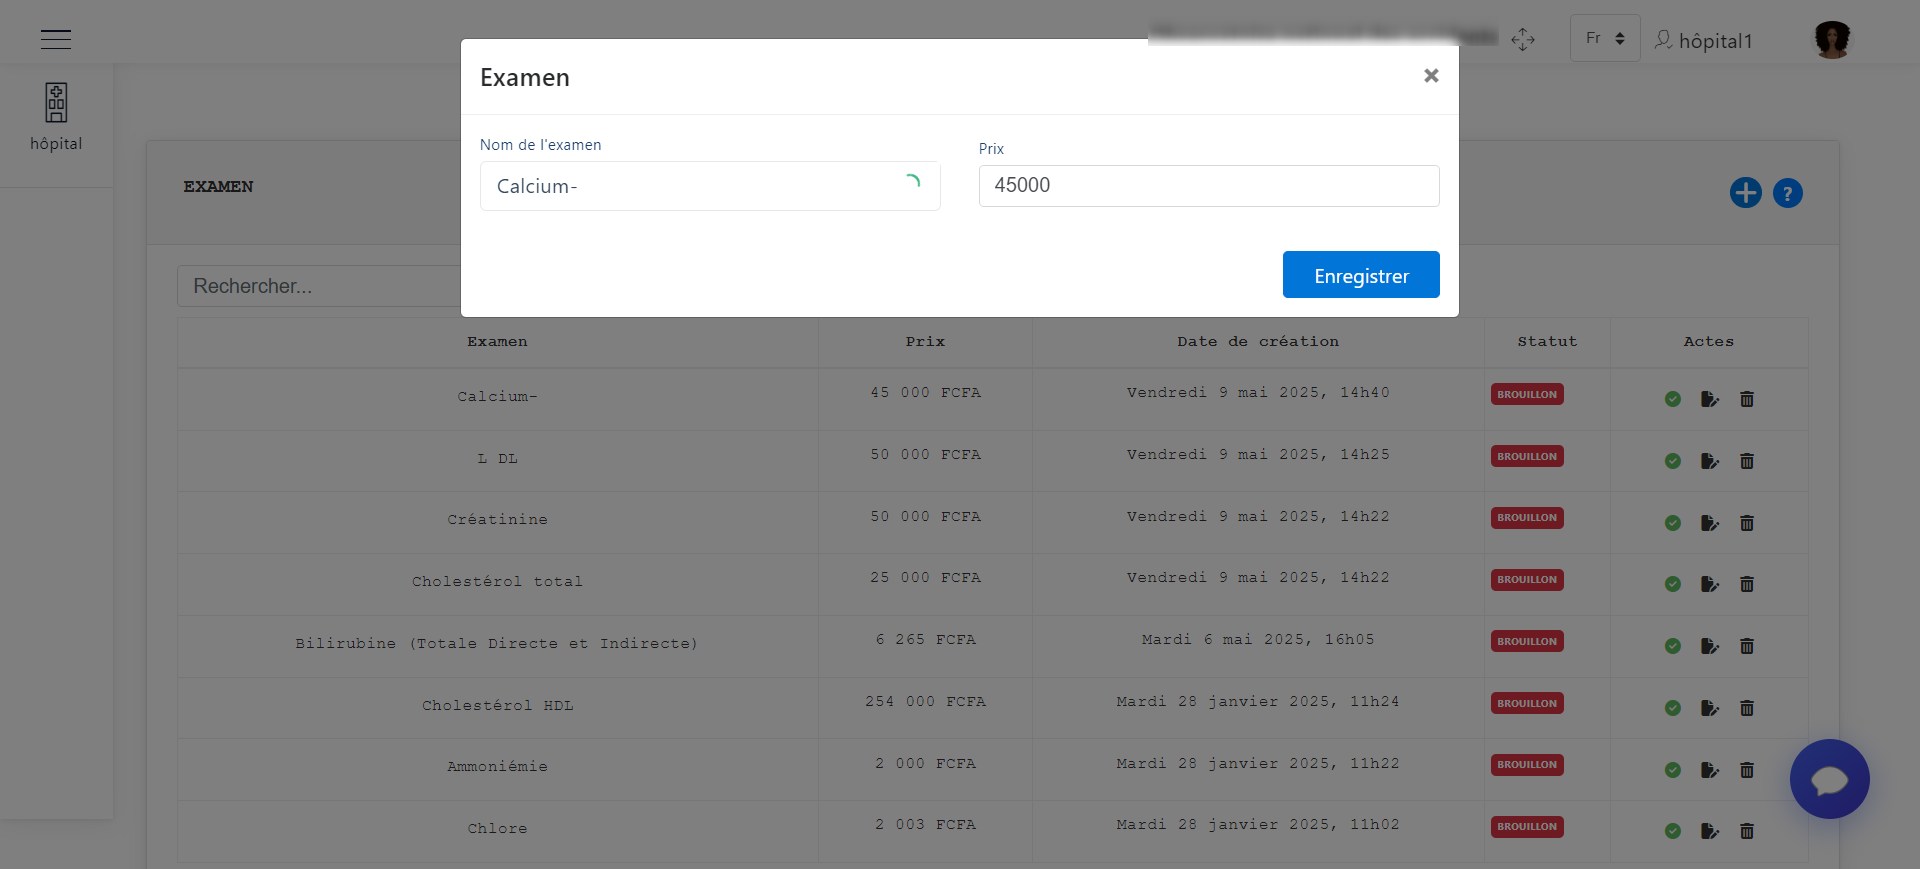 Fr
hôpital1
Examen
×
hôpital
Nom de l'examen
Prix
Calcium-
45000
EXAMEN
?
Enregistrer
Rechercher...
Examen Prix Date de création Statut Actes
Calcium- 45 000 FCFA Vendredi 9 mai 2025, 14h40 BROUILLON
L DL 50 000 FCFA Vendredi 9 mai 2025, 14h25 BROUILLON
Créatinine 50 000 FCFA Vendredi 9 mai 2025, 14h22 BROUILLON
Cholestérol total 25 000 FCFA Vendredi 9 mai 2025, 14h22 BROUILLON
Bilirubine (Totale Directe et Indirecte) 6 265 FCFA Mardi 6 mai 2025, 16h05 BROUILLON
Cholestérol HDL 254 000 FCFA Mardi 28 janvier 2025, 11h24 BROUILLON
Ammoniémie 2 000 FCFA Mardi 28 janvier 2025, 11h22 BROUILLON
Chlore 2 003 FCFA Mardi 28 janvier 2025, 11h02 BROUILLON